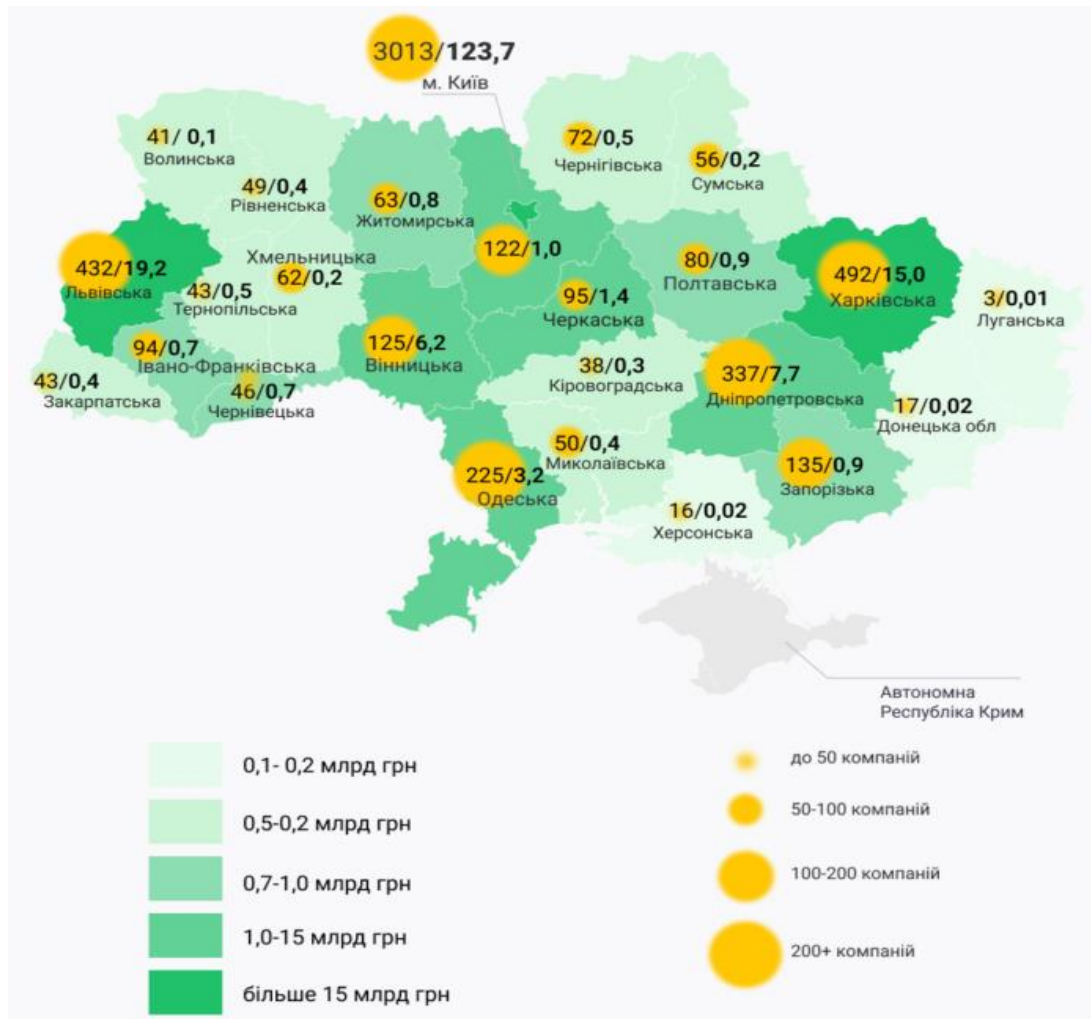 3013/123,7
м. Київ
41/ 0,1
Волинська
49/0,4
Рівненська
63/0,8
Житомирська
72/0,5
Чернігівська
56/0,2
Сумська
432/19,2
Львівська
Хмельницька
62/0,2
43/0,5
Тернопільська
122/1,0
95/1,4
Черкаська
80/0,9
Полтавська
492/15,0
Харківська
3/0,01
Луганська
94/0,7
Івано-Франківська
43/0,4
Закарпатська
46/0,7
Чернівецька
125/6,2
Вінницька
38/0,3
Кіровоградська
337/7,7
Дніпропетровська
17/0,02
Донецька обл
225/3,2
Одеська
50/0,4
Миколаївська
135/0,9
Запорізька
16/0,02
Херсонська
Автономна
Республіка Крим
0,1- 0,2 млрд грн
0,5-0,2 млрд грн
0,7-1,0 млрд грн
1,0-15 млрд грн
більше 15 млрд грн
до 50 компаній
50-100 компаній
100-200 компаній
200+ компаній